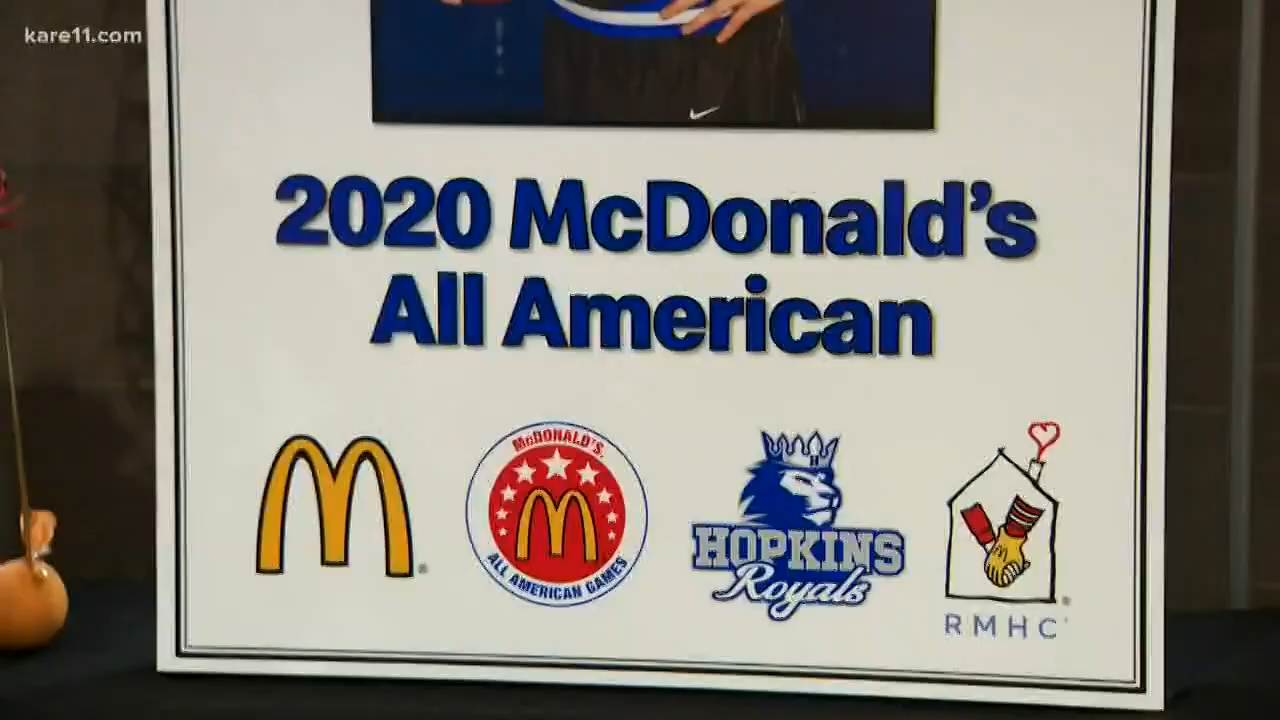 kare11.com
2020 McDonald's
All American
McDONALD'S
ALL AMERICAN GAMES
HOPKINS
Royals
RMHC